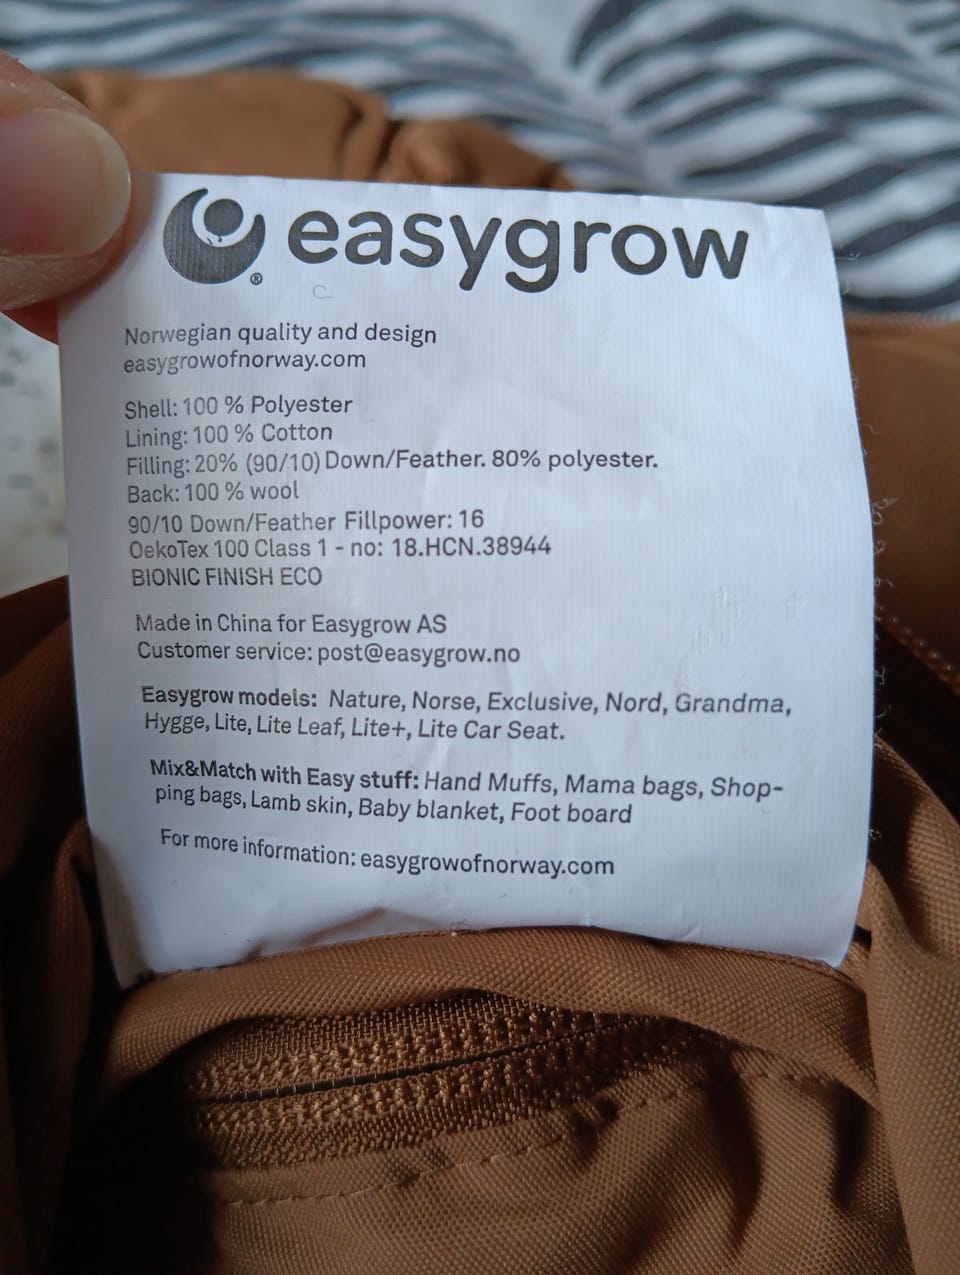 easygrow
®
Norwegian quality and design
easygrowofnorway.com
Shell: 100 % Polyester
Lining: 100 % Cotton
Filling: 20% (90/10) Down/Feather. 80% polyester.
Back: 100 % wool
90/10 Down/Feather Fillpower: 16
OekoTex 100 Class 1 - no: 18.HCN.38944
BIONIC FINISH ECO
Made in China for Easygrow AS
Customer service: post@easygrow.no
Easygrow models: Nature, Norse, Exclusive, Nord, Grandma,
Hygge, Lite, Lite Leaf, Lite+, Lite Car Seat.
Mix&Match with Easy stuff: Hand Muffs, Mama bags, Shop-
ping bags, Lamb skin, Baby blanket, Foot board
For more information: easygrowofnorway.com